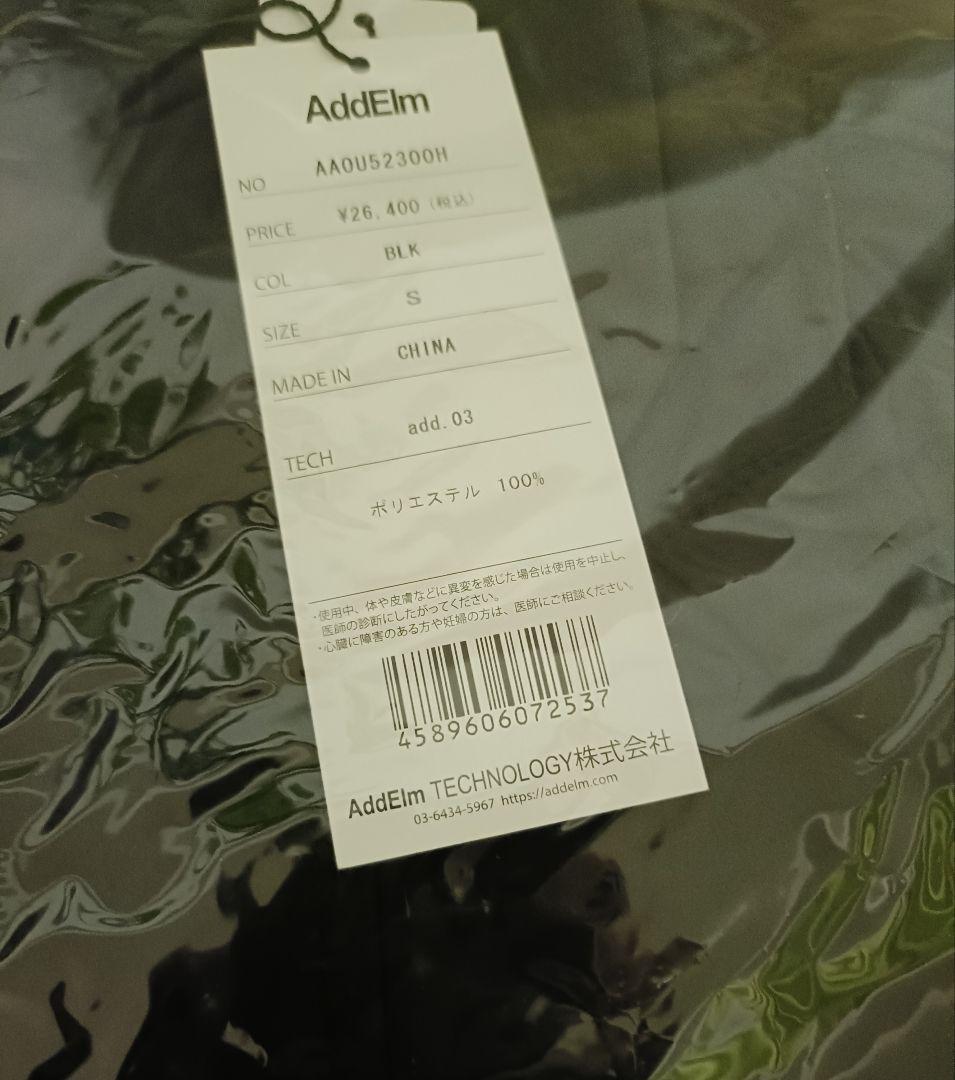 AddElm
NO AAOU52300H
PRICE ¥26,400 (税込)
COL BLK
SIZE S
MADE IN CHINA
TECH add.03
ポリエステル 100%
・使用中、体や皮膚などに異変を感じた場合は使用を中止し、
医師の診断にしたがってください。
・心臓に障害のある方や妊婦の方は、医師にご相談ください。
4589606072537
AddElm TECHNOLOGY株式会社
03-6434-5967 https://addelm.com